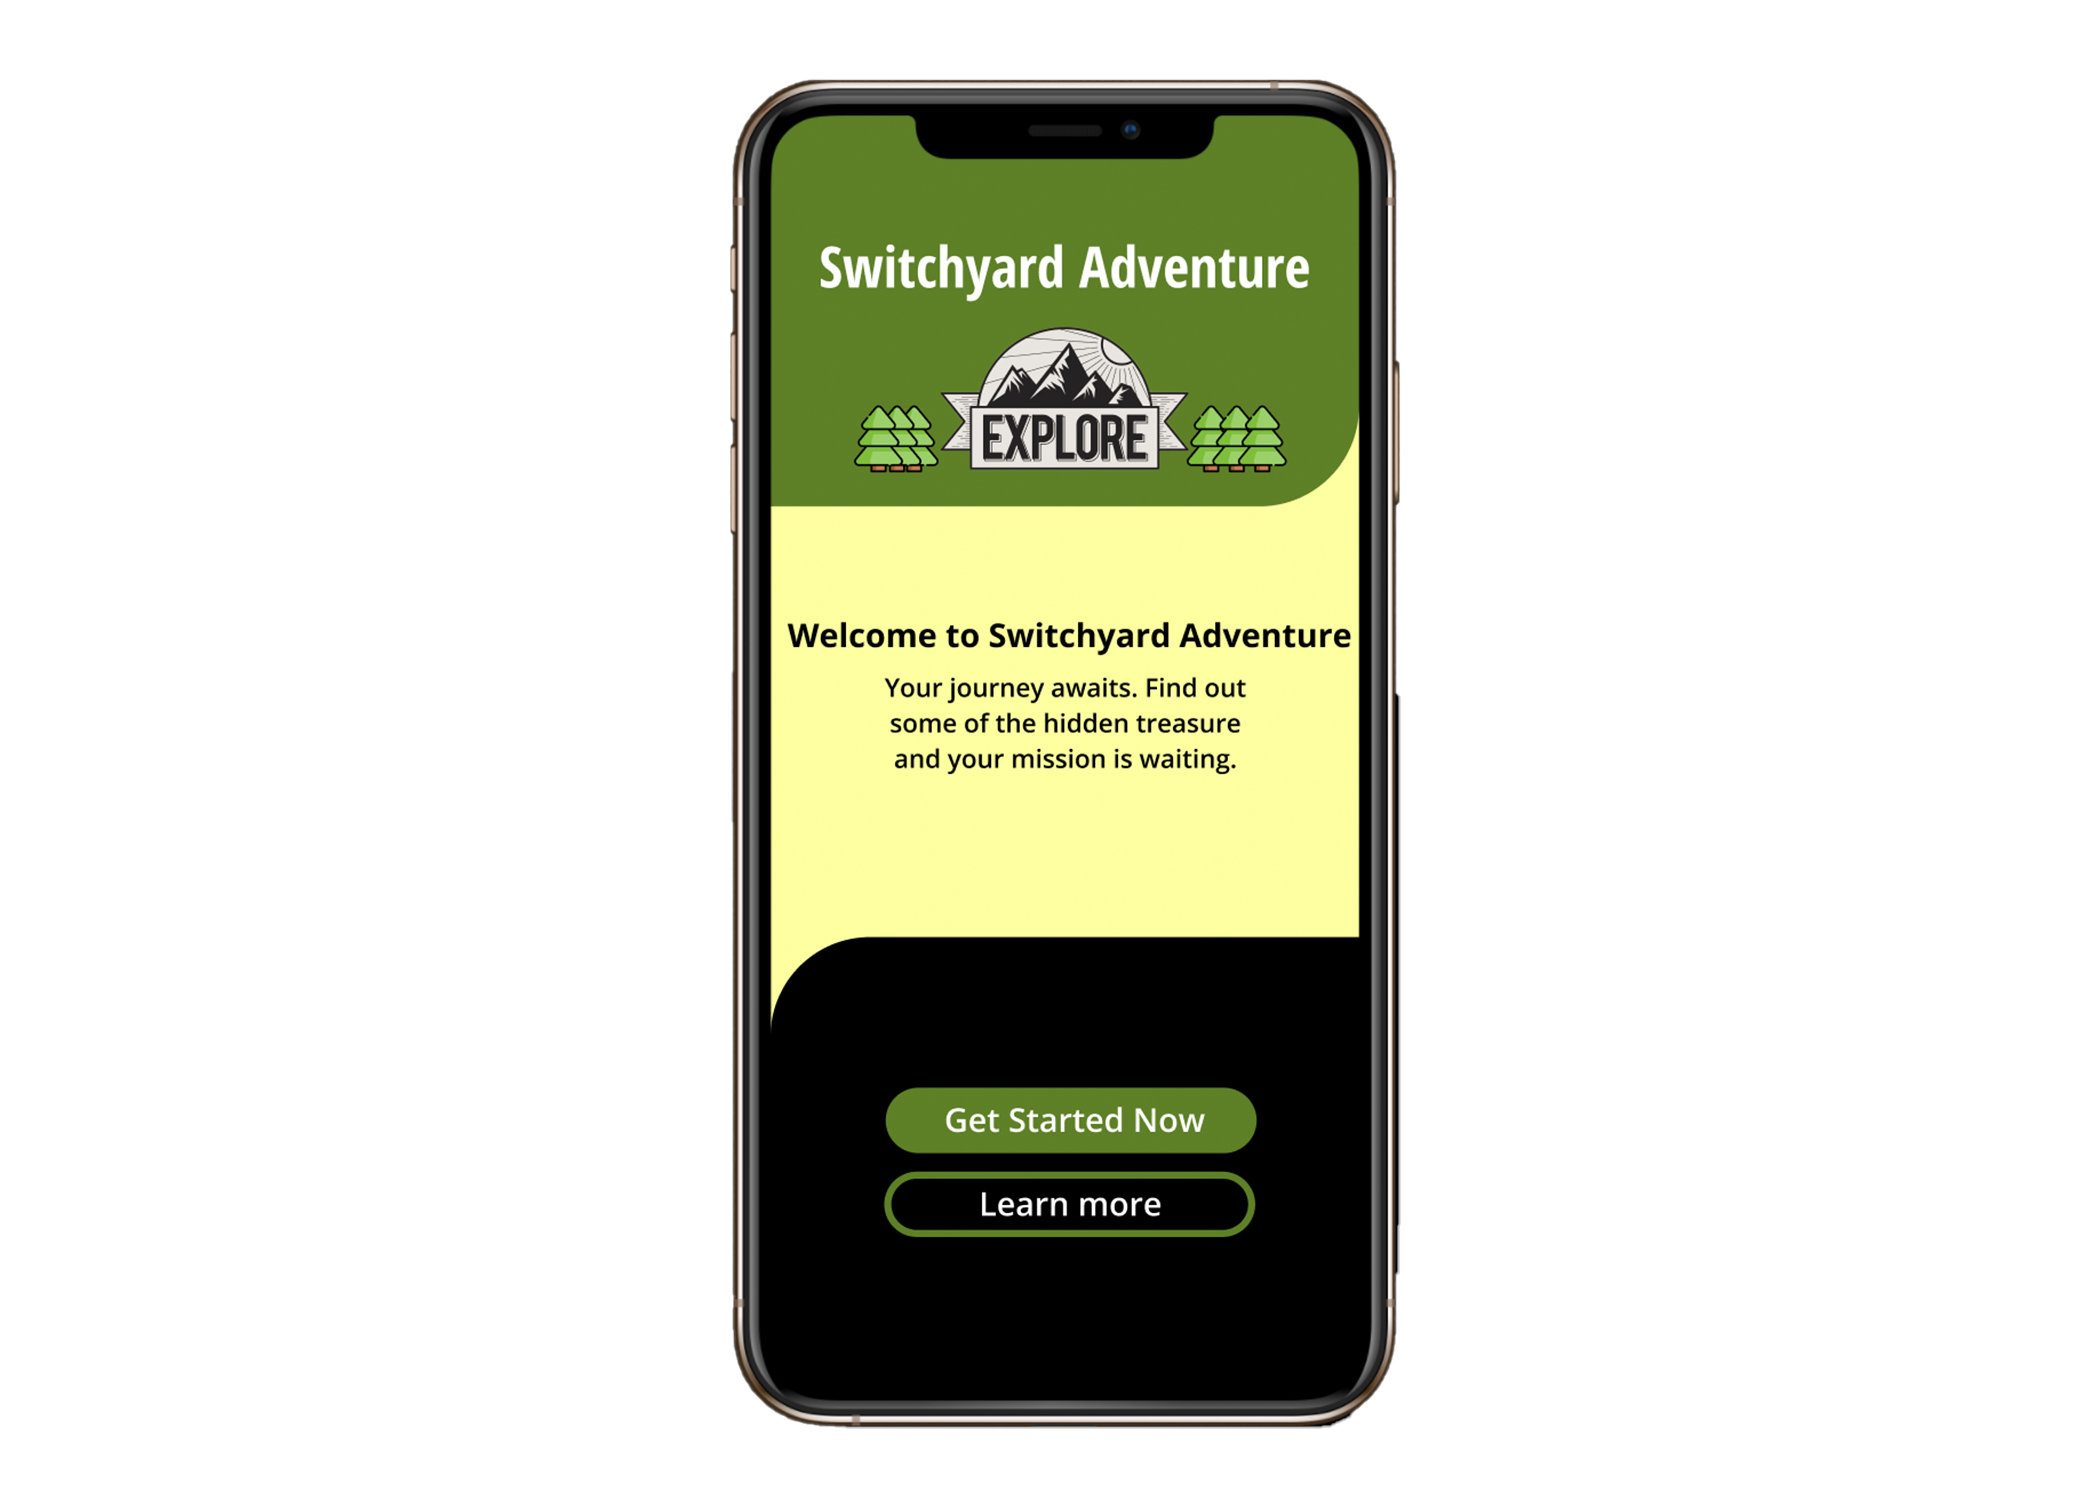 Switchyard Adventure
EXPLORE
Welcome to Switchyard Adventure
Your journey awaits. Find out
some of the hidden treasure
and your mission is waiting.
Get Started Now
Learn more